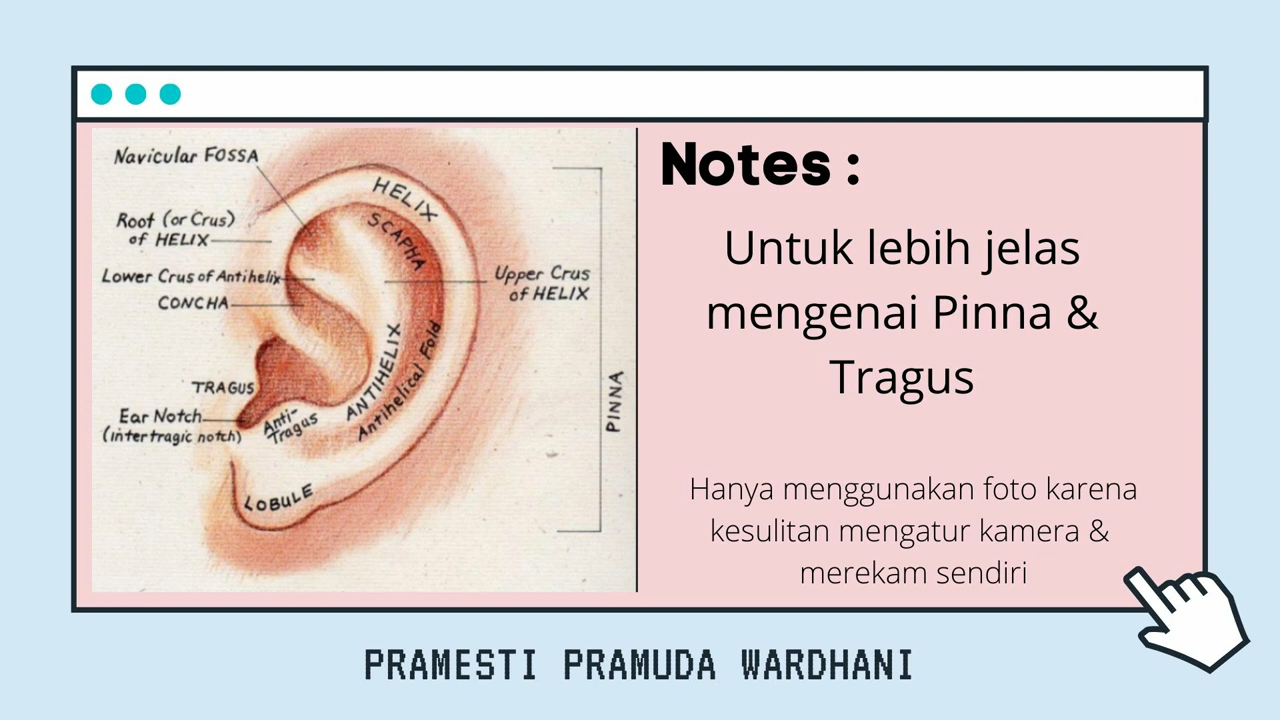 Navicular FOSSA
Root (or Crus)
of HELIX
Lower Crus of Antihelix
CONCHA
TRAGUS
Ear Notch
(intertragic notch)
HELIX
SCAPHA
Upper Crus
of HELIX
ANTIHELIX
Antihelical Fold
Anti-
Tragus
LOBULE
PINNA
Notes :
Untuk lebih jelas
mengenai Pinna &
Tragus
Hanya menggunakan foto karena
kesulitan mengatur kamera &
merekam sendiri
PRAMESTI PRAMUDA WARDHANI